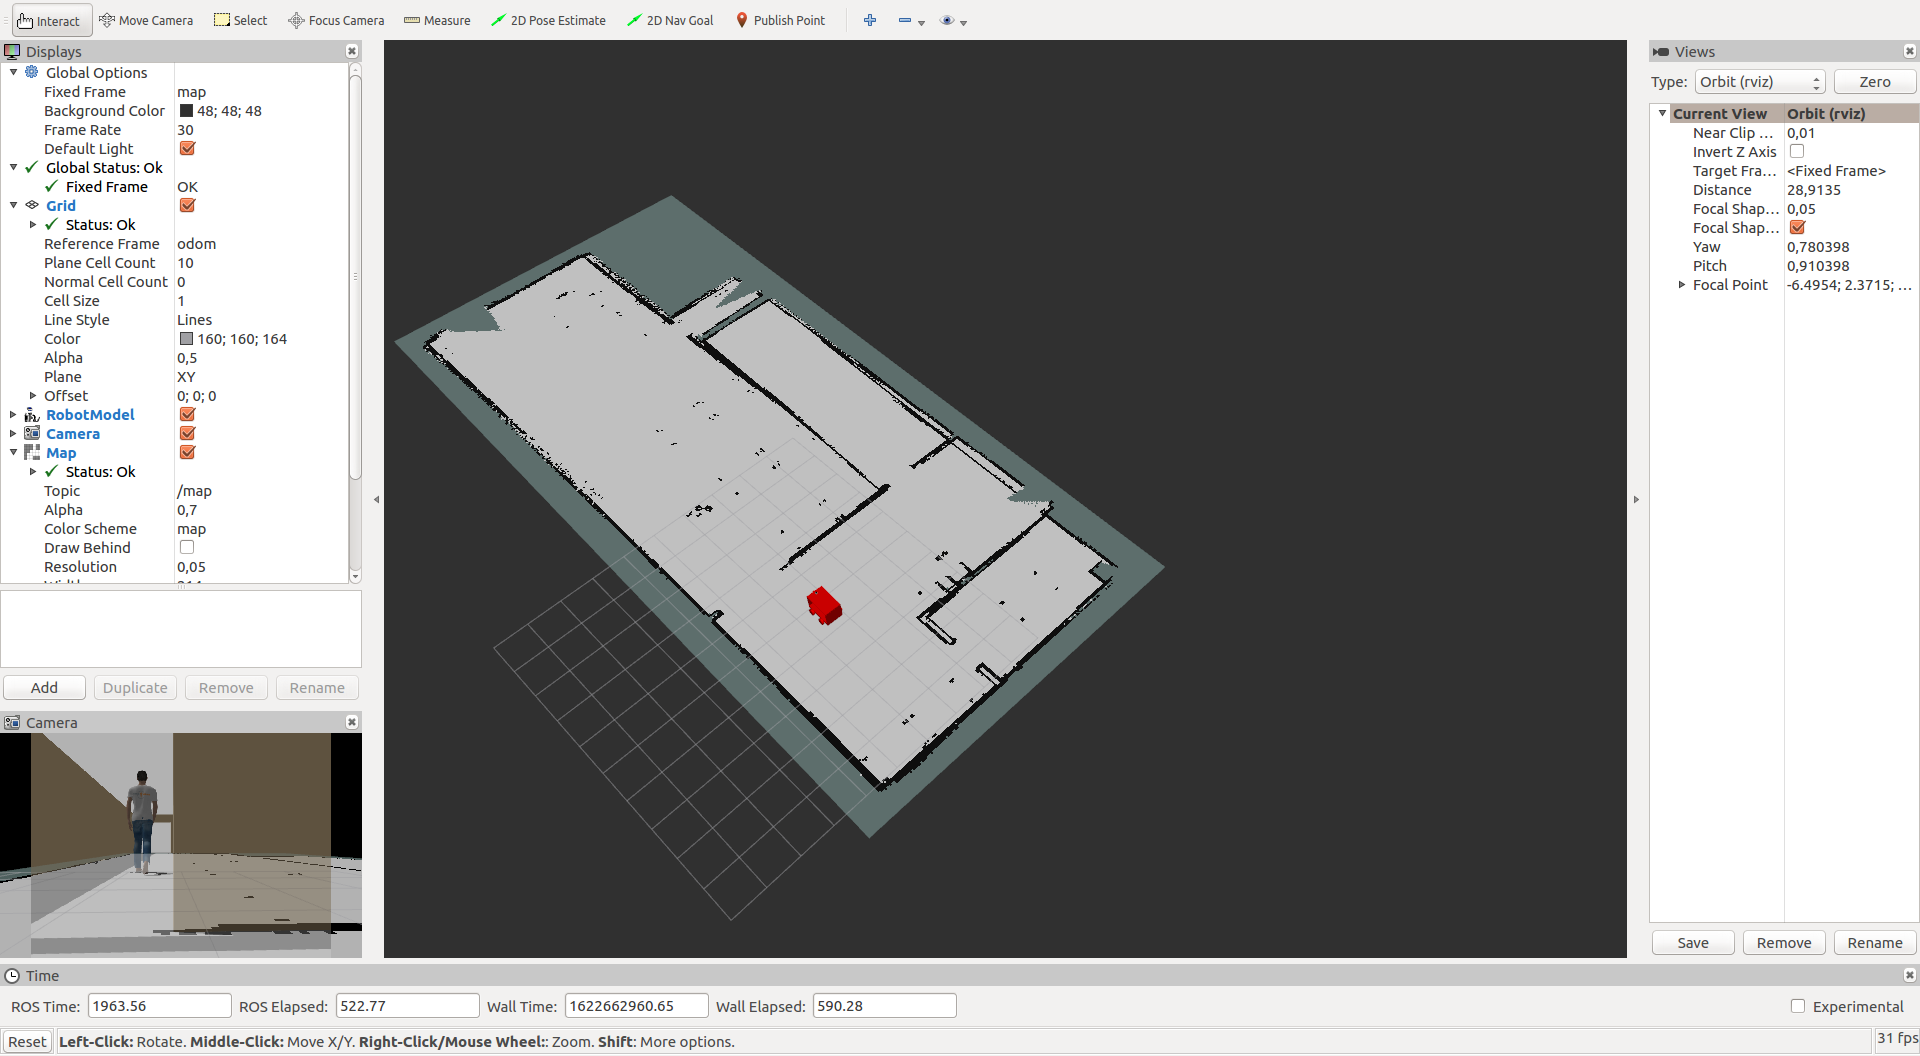 Interact Move Camera Select Focus Camera Measure 2D Pose Estimate 2D Nav Goal Publish Point
Displays
Global Options
Fixed Frame map
Background Color 48; 48; 48
Frame Rate 30
Default Light
Global Status: Ok
Fixed Frame OK
Grid
Status: Ok
Reference Frame odom
Plane Cell Count 10
Normal Cell Count 0
Cell Size 1
Line Style Lines
Color 160; 160; 164
Alpha 0,5
Plane XY
Offset 0; 0; 0
RobotModel
Camera
Map
Status: Ok
Topic /map
Alpha 0,7
Color Scheme map
Draw Behind
Resolution 0,05
Add Duplicate Remove Rename
Camera
Views
Type: Orbit (rviz) Zero
Current View Orbit (rviz)
Near Clip ... 0,01
Invert Z Axis
Target Fra... <Fixed Frame>
Distance 28,9135
Focal Shap... 0,05
Focal Shap...
Yaw 0,780398
Pitch 0,910398
Focal Point -6.4954; 2.3715; ...
Save Remove Rename
Time
ROS Time: 1963.56 ROS Elapsed: 522.77 Wall Time: 1622662960.65 Wall Elapsed: 590.28 Experimental
Reset Left-Click: Rotate. Middle-Click: Move X/Y. Right-Click/Mouse Wheel:: Zoom. Shift: More options. 31 fps